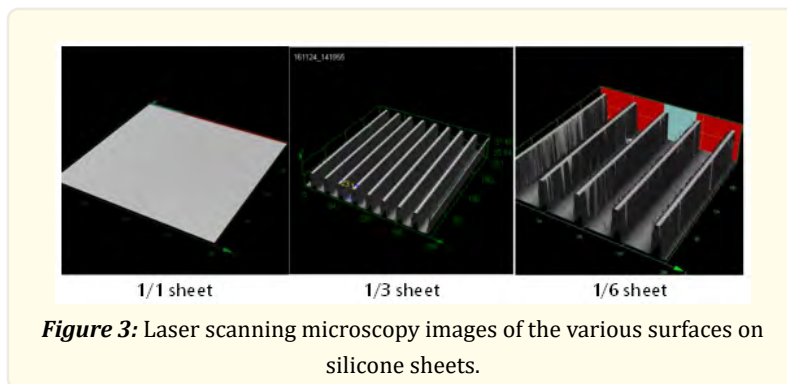 161124_141955
1/1 sheet
1/3 sheet
1/6 sheet
Figure 3: Laser scanning microscopy images of the various surfaces on
silicone sheets.